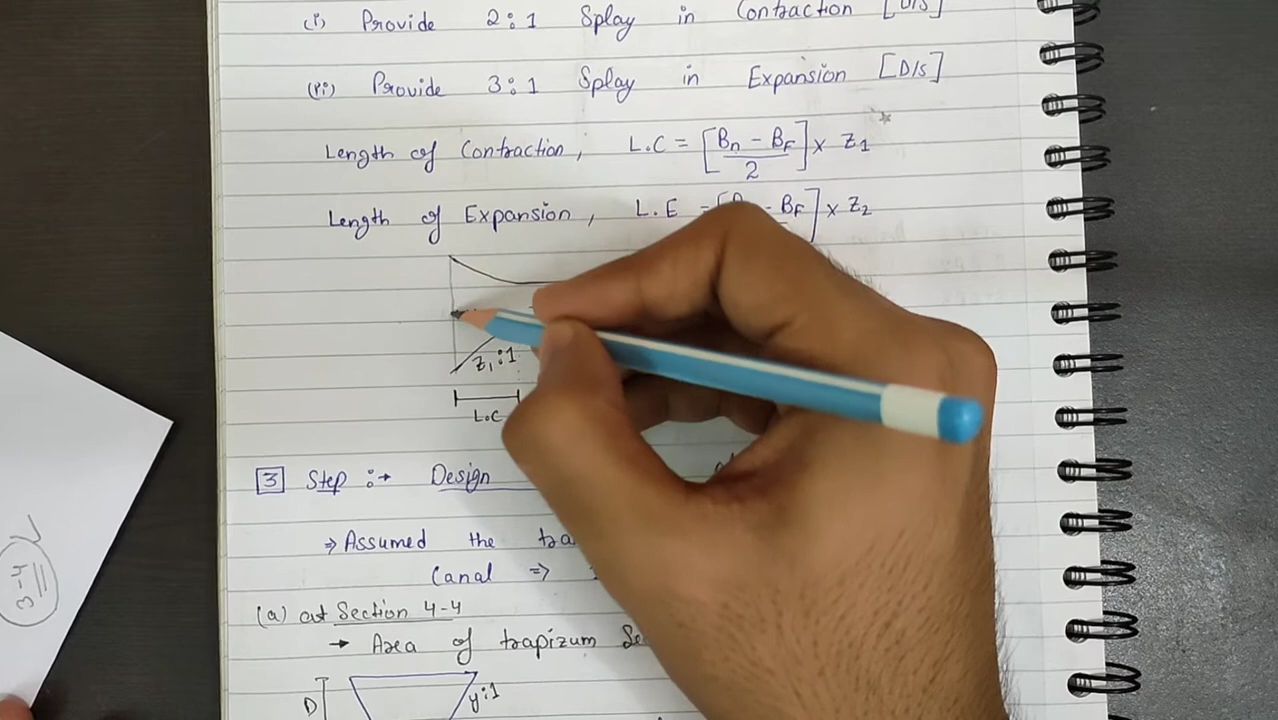 (i) Provide 2:1 Splay in Contraction [U/S]
(ii) Provide 3:1 Splay in Expansion [D/s]
Length of Contraction, L.C = [Bn - BF / 2] × Z1
Length of Expansion, L.E = [B - BF] × Z2
Z1:1
L.C
3 Step :→ Design
⇒ Assumed the
Canal ⇒
(a) at Section 4-4
→ Area of trapizum
D y:1
3-4